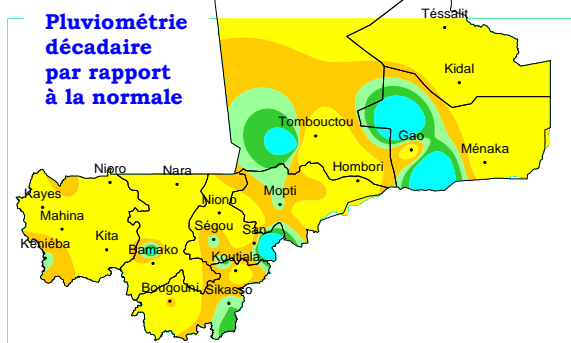 Pluviométrie
décadaire
par rapport
à la normale
Téssalit
Kidal
Tombouctou
Gao
Ménaka
Hombori
Nioro
Nara
Mopti
Kayes
Niono
Mahina
Ségou
San
Kéniéba
Kita
Bamako
Koutiala
Bougouni
Sikasso